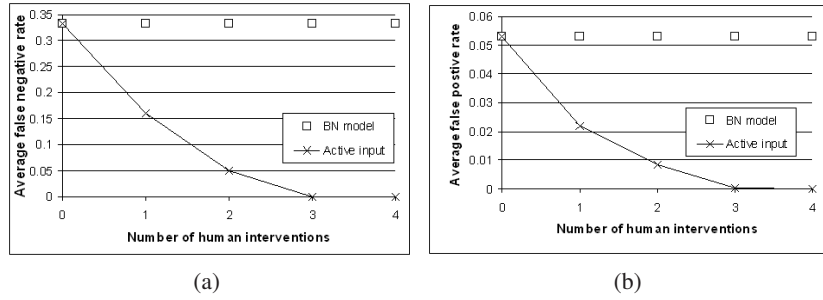 Average false negative rate
0.35
0.3
0.25
0.2
0.15
0.1
0.05
0
0 1 2 3 4
Number of human interventions
BN model
Active input
(a)
Average false postive rate
0.06
0.05
0.04
0.03
0.02
0.01
0
0 1 2 3 4
Number of human interventions
BN model
Active input
(b)